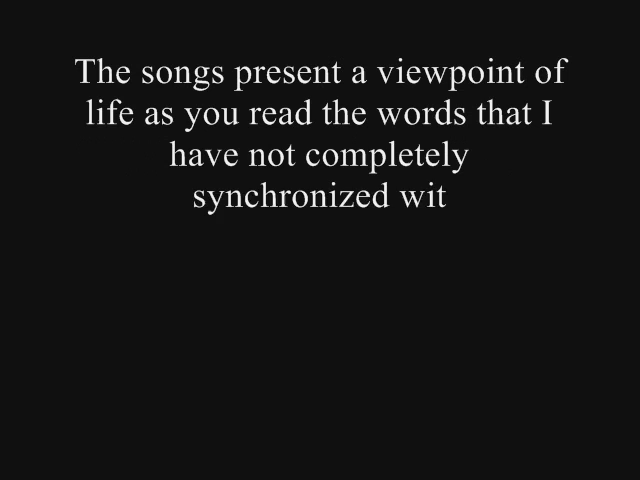 The songs present a viewpoint of
life as you read the words that I
have not completely
synchronized wit